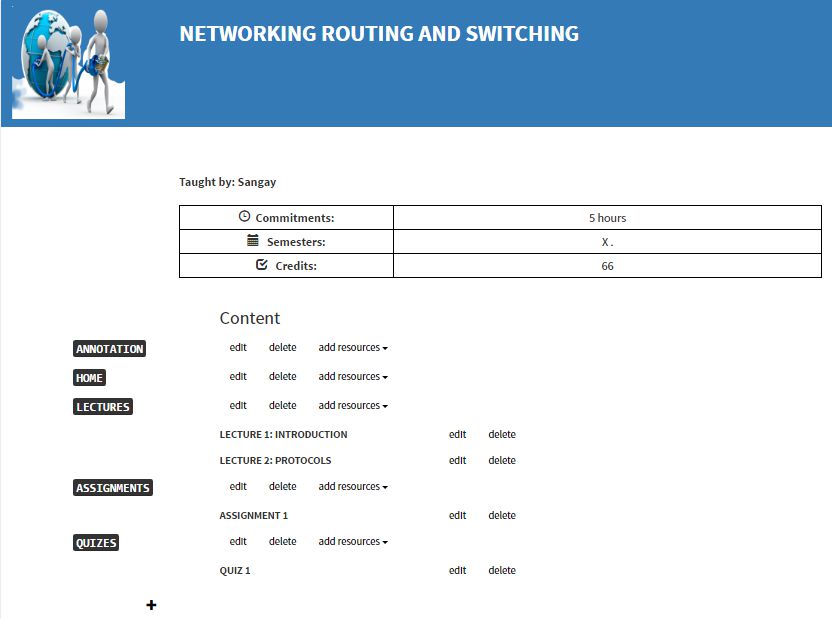 NETWORKING ROUTING AND SWITCHING
Taught by: Sangay
Commitments: 5 hours
Semesters: X .
Credits: 66
Content
ANNOTATION edit delete add resources
HOME edit delete add resources
LECTURES edit delete add resources
LECTURE 1: INTRODUCTION edit delete
LECTURE 2: PROTOCOLS edit delete
ASSIGNMENTS edit delete add resources
ASSIGNMENT 1 edit delete
QUIZES edit delete add resources
QUIZ 1 edit delete
+